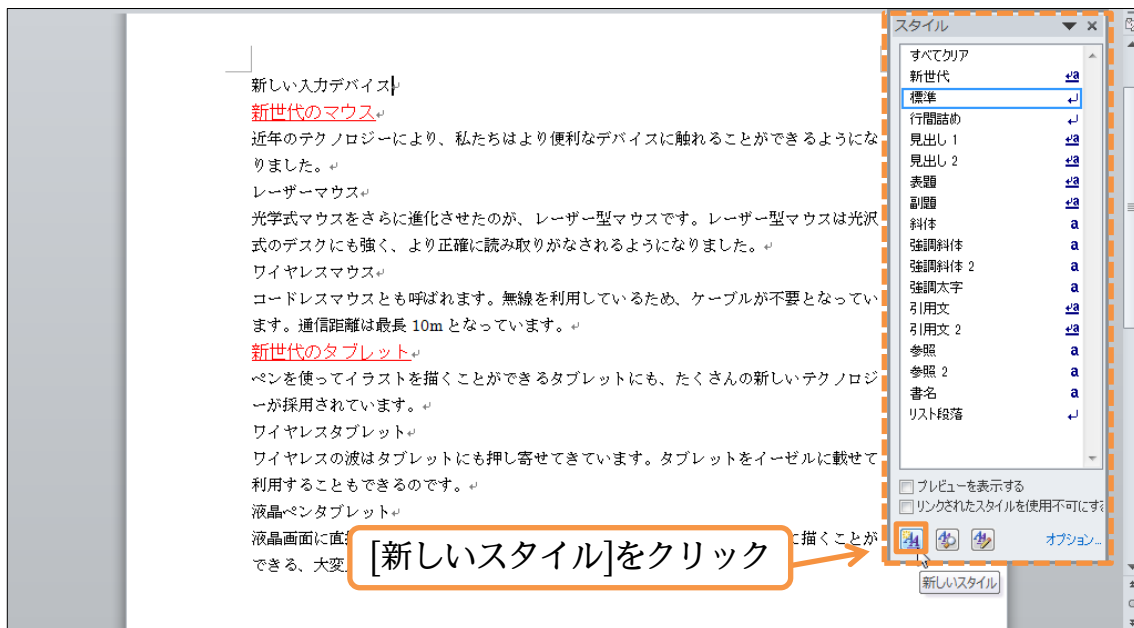 新しい入力デバイス
新世代のマウス
近年のテクノロジーにより、私たちはより便利なデバイスに触れることができるようにな
りました。
レーザーマウス
光学式マウスをさらに進化させたのが、レーザー型マウスです。レーザー型マウスは光沢
式のデスクにも強く、より正確に読み取りがなされるようになりました。
ワイヤレスマウス
コードレスマウスとも呼ばれます。無線を利用しているため、ケーブルが不要となってい
ます。通信距離は最長 10m となっています。
新世代のタブレット
ペンを使ってイラストを描くことができるタブレットにも、たくさんの新しいテクノロジ
ーが採用されています。
ワイヤレスタブレット
ワイヤレスの波はタブレットにも押し寄せてきています。タブレットをイーゼルに載せて
利用することもできるのです。
液晶ペンタブレット
液晶画面に直 に描くことが
できる、大変
[新しいスタイル]をクリック
スタイル
すべてクリア
新世代
標準
行間詰め
見出し 1
見出し 2
表題
副題
斜体
強調斜体
強調斜体 2
強調太字
引用文
引用文 2
参照
参照 2
書名
リスト段落
プレビューを表示する
リンクされたスタイルを使用不可にす
オプション...
新しいスタイル